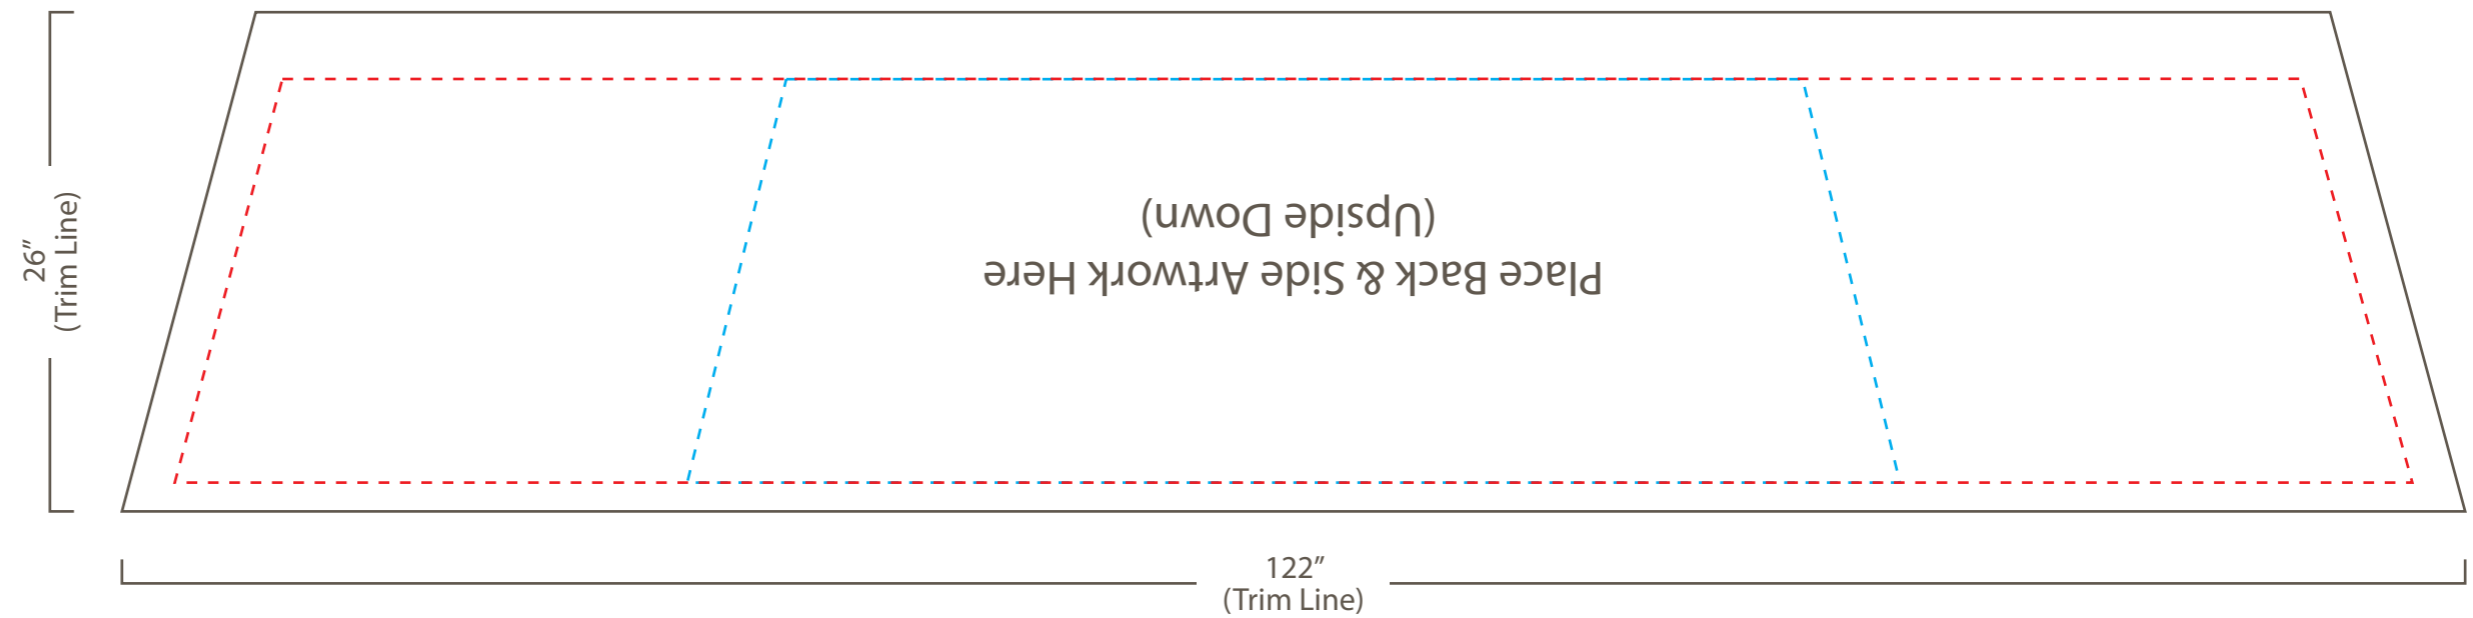 Place Back & Side Artwork Here
(Upside Down)
26”
(Trim Line)
122”
(Trim Line)